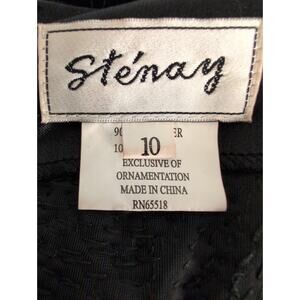 Sténay
10
EXCLUSIVE OF
ORNAMENTATION
MADE IN CHINA
RN65518